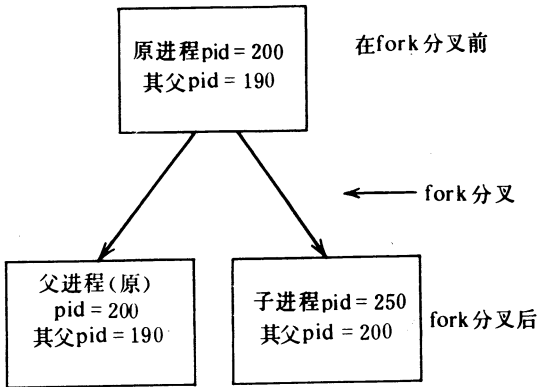 原进程pid = 200
其父pid = 190
在fork分叉前
fork分叉
父进程(原)
pid = 200
其父pid = 190
子进程pid = 250
其父pid = 200
fork分叉后